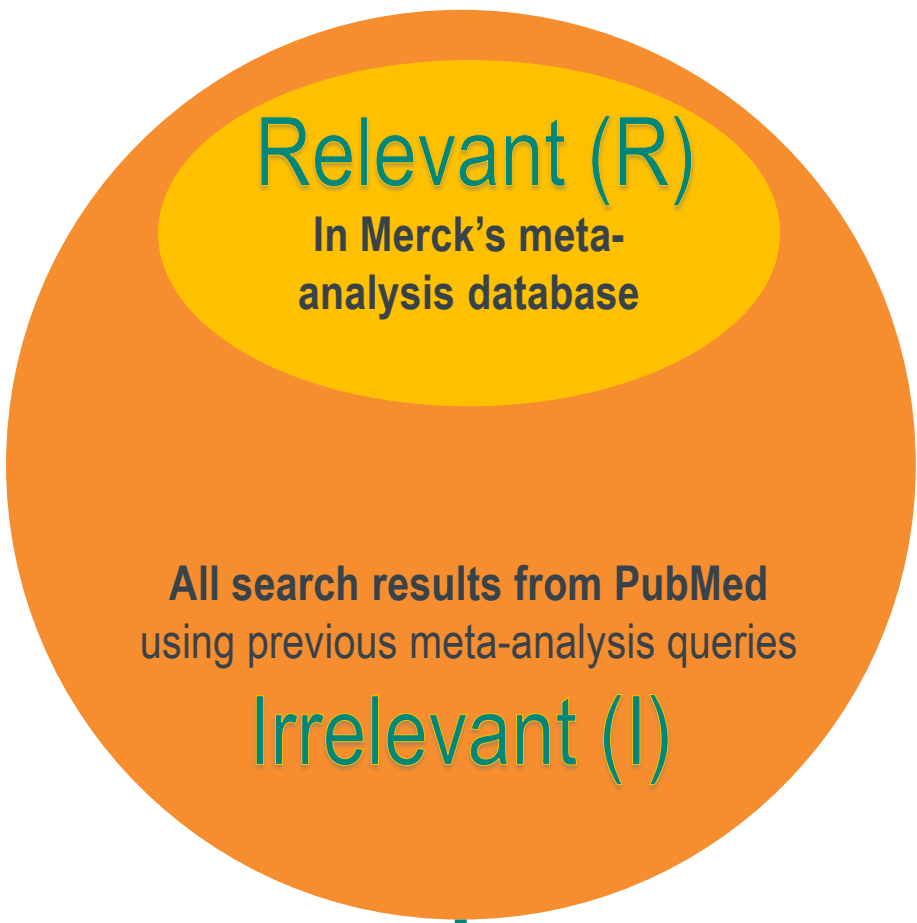 Relevant (R)
In Merck's meta-
analysis database
All search results from PubMed
using previous meta-analysis queries
Irrelevant (I)